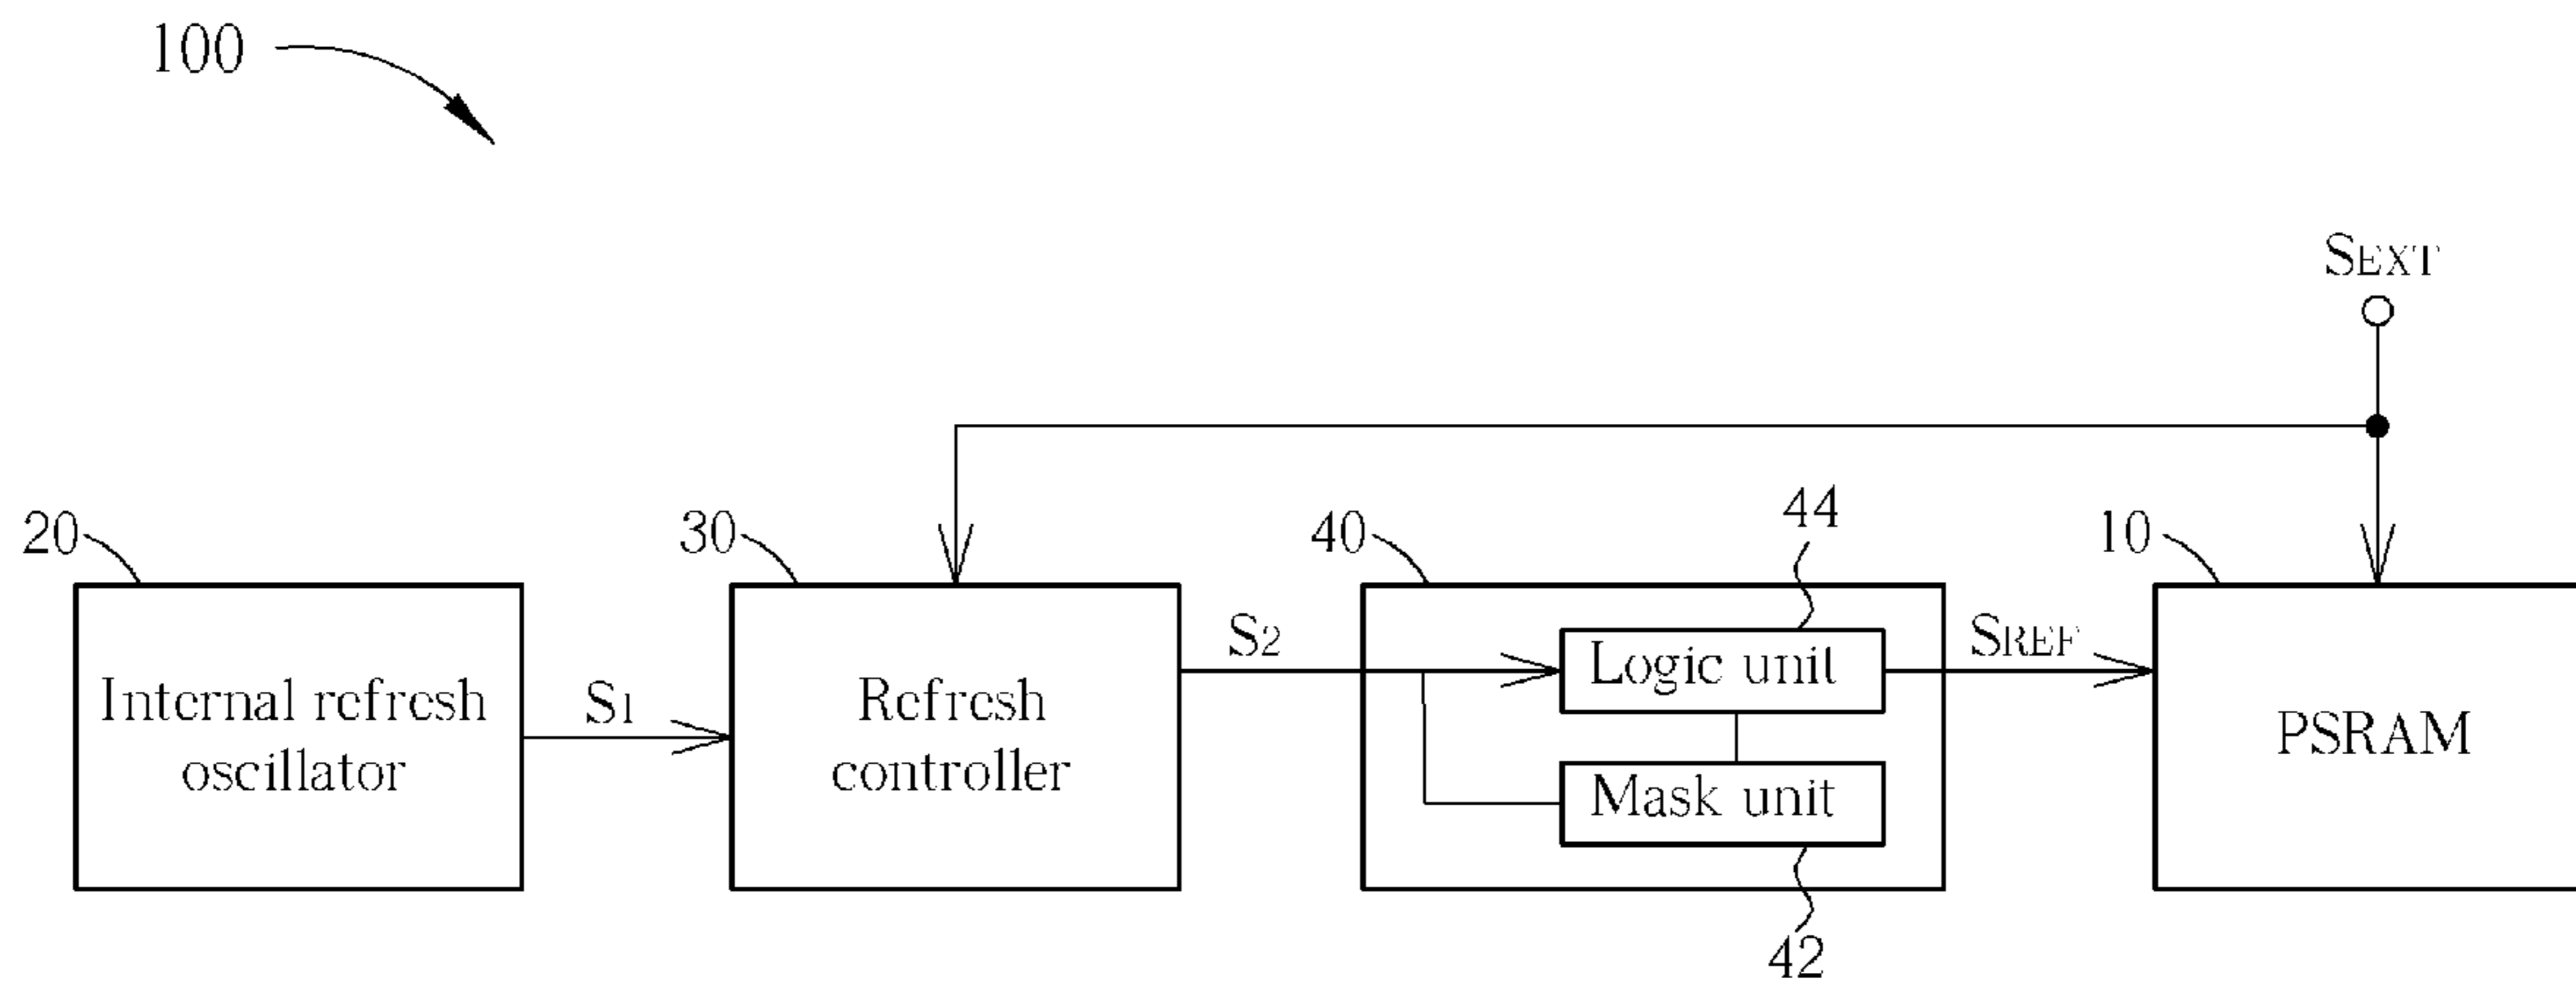 100
SEXT
20
30
40
44
10
Internal refresh
oscillator
S1
Refresh
controller
S2
Logic unit
Mask unit
SREF
PSRAM
42